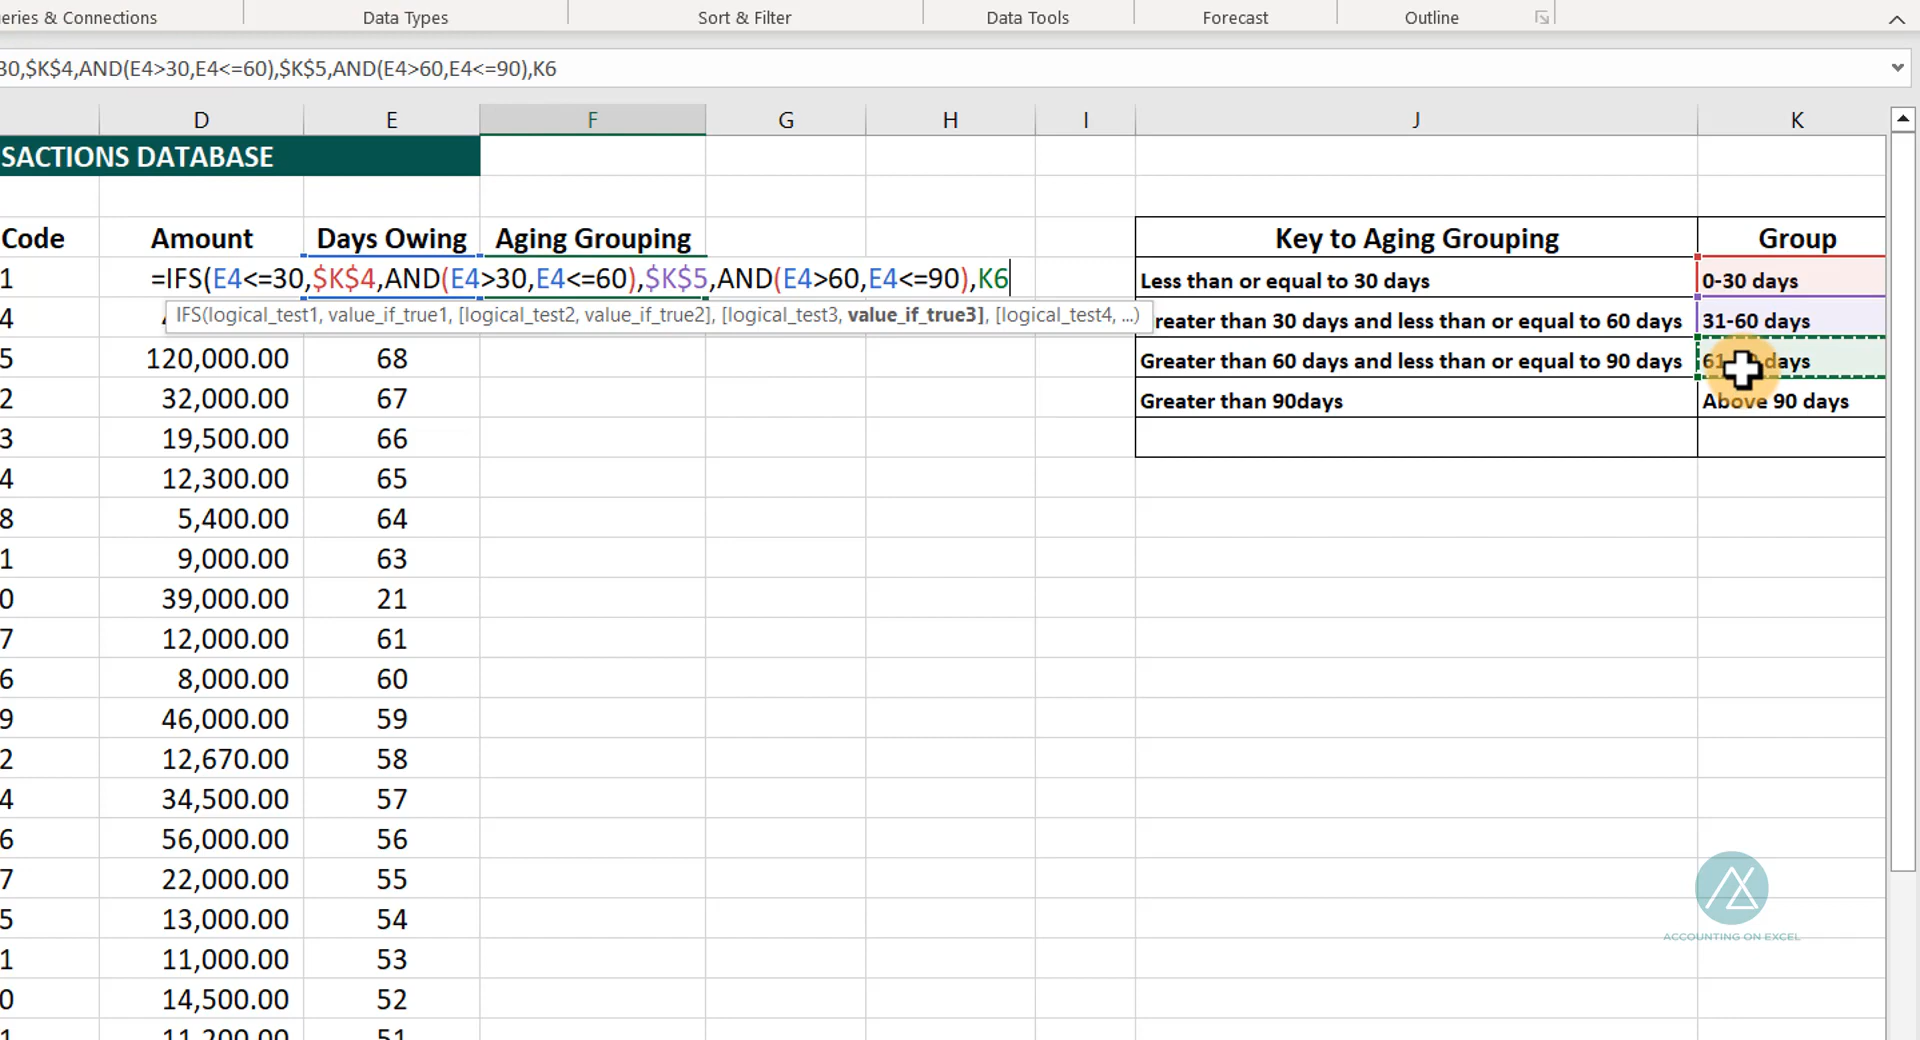 eries & Connections Data Types Sort & Filter Data Tools Forecast Outline
30,$K$4,AND(E4>30,E4<=60),$K$5,AND(E4>60,E4<=90),K6
D E F G H I J K
SACTIONS DATABASE
Code Amount Days Owing Aging Grouping Key to Aging Grouping Group
1 =IFS(E4<=30,$K$4,AND(E4>30,E4<=60),$K$5,AND(E4>60,E4<=90),K6 Less than or equal to 30 days 0-30 days
4 IFS(logical_test1, value_if_true1, [logical_test2, value_if_true2], [logical_test3, value_if_true3], [logical_test4, ...) reater than 30 days and less than or equal to 60 days 31-60 days
5 120,000.00 68 Greater than 60 days and less than or equal to 90 days 61 days
2 32,000.00 67 Greater than 90days Above 90 days
3 19,500.00 66
4 12,300.00 65
8 5,400.00 64
1 9,000.00 63
0 39,000.00 21
7 12,000.00 61
6 8,000.00 60
9 46,000.00 59
2 12,670.00 58
4 34,500.00 57
6 56,000.00 56
7 22,000.00 55
5 13,000.00 54
1 11,000.00 53
0 14,500.00 52
1 11,200.00 51
ACCOUNTING ON EXCEL